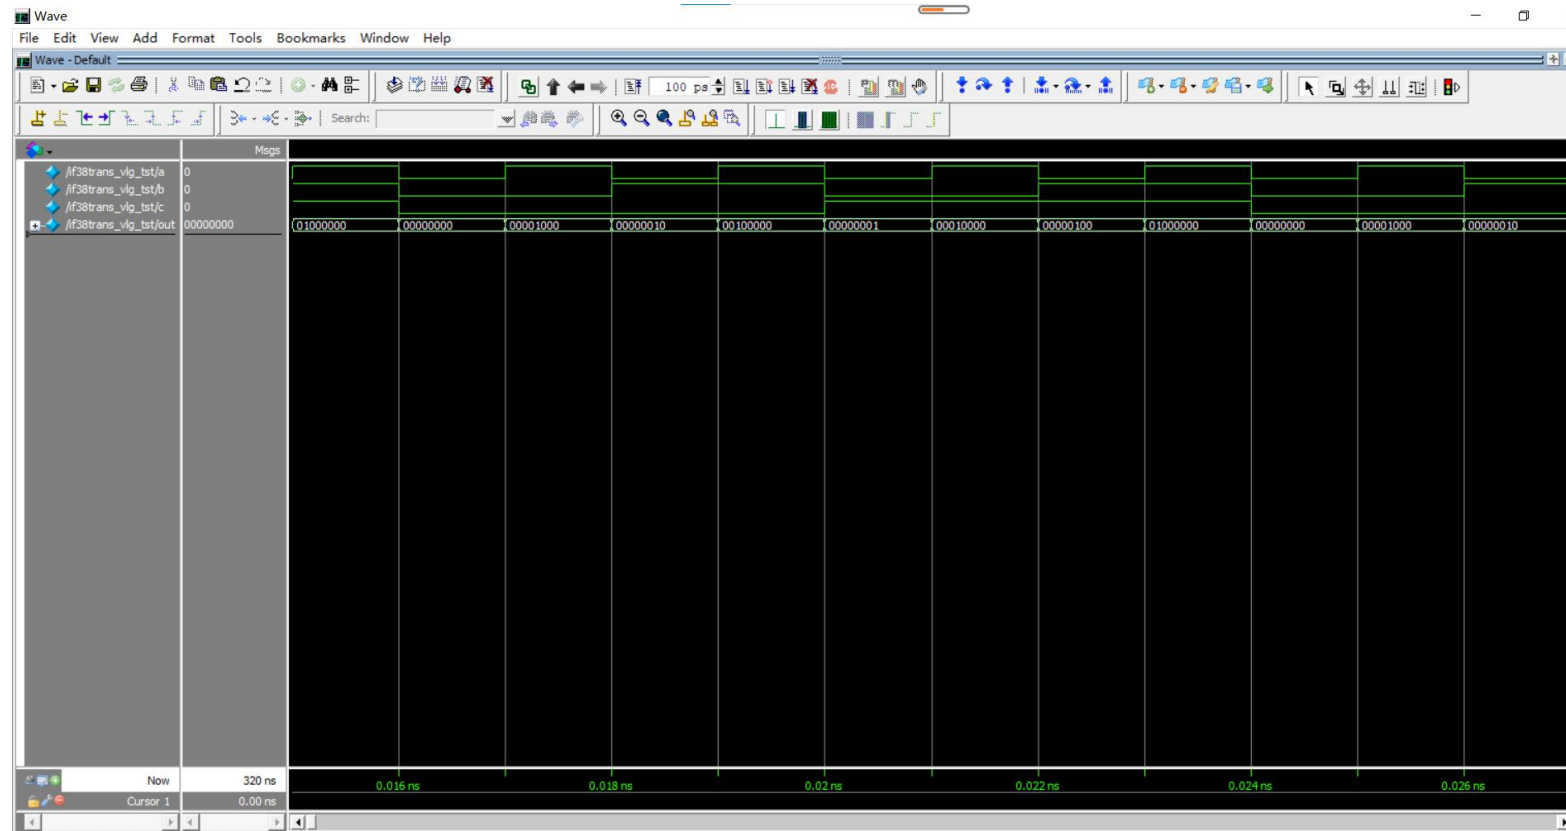 Wave
File Edit View Add Format Tools Bookmarks Window Help
Wave - Default
100 ps
Search:
Msgs
/if38trans_vlg_tst/a 0
/if38trans_vlg_tst/b 0
/if38trans_vlg_tst/c 0
/if38trans_vlg_tst/out 00000000 01000000 00000000 00001000 00000010 00100000 00000001 00010000 00000100 01000000 00000000 00001000 00000010
Now 320 ns
0.016 ns 0.018 ns 0.02 ns 0.022 ns 0.024 ns 0.026 ns
Cursor 1 0.00 ns